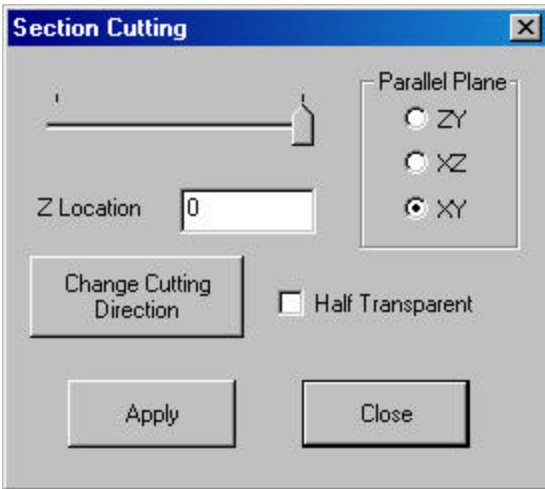 Section Cutting
Parallel Plane
ZY
XZ
XY
Z Location 0
Change Cutting
Direction
Half Transparent
Apply Close